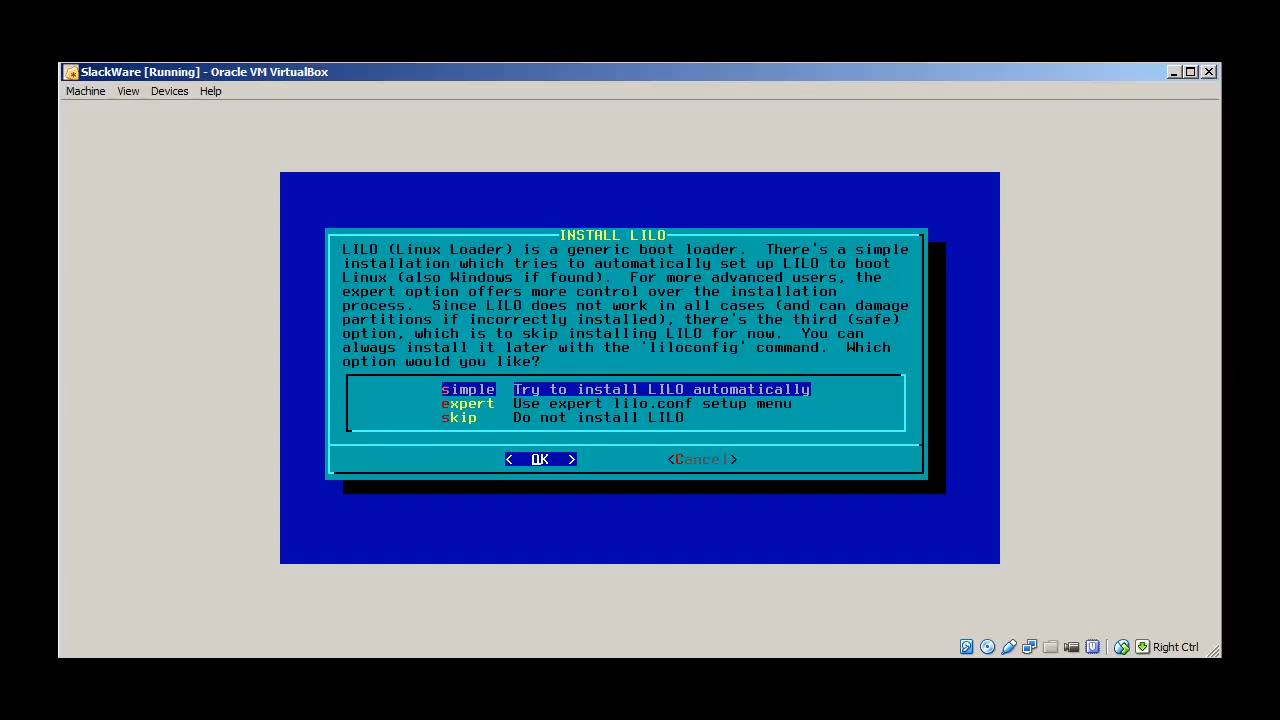 SlackWare [Running] - Oracle VM VirtualBox
Machine View Devices Help
INSTALL LILO
LILO (Linux Loader) is a generic boot loader.  There's a simple
installation which tries to automatically set up LILO to boot
Linux (also Windows if found).  For more advanced users, the
expert option offers more control over the installation
process.  Since LILO does not work in all cases (and can damage
partitions if incorrectly installed), there's the third (safe)
option, which is to skip installing LILO for now.  You can
always install it later with the 'liloconfig' command.  Which
option would you like?
simple  Try to install LILO automatically
expert  Use expert lilo.conf setup menu
skip  Do not install LILO
<  OK  > <Cancel>
Right Ctrl